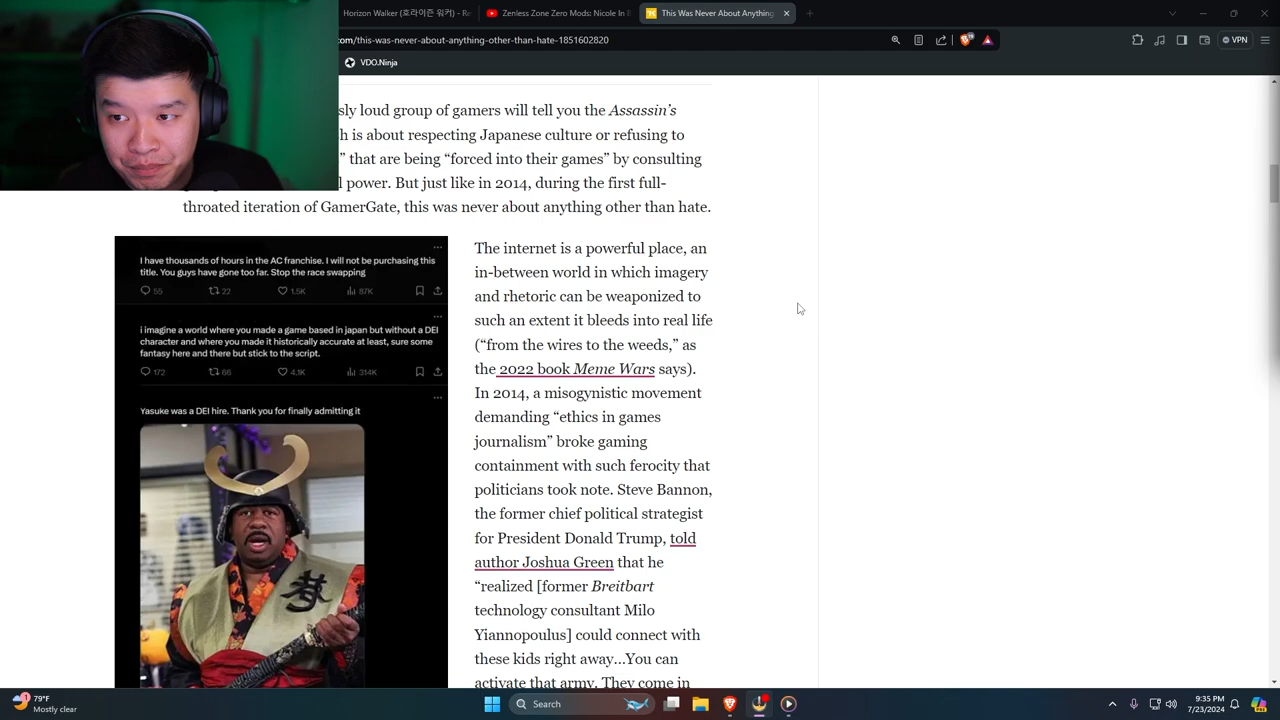 Horizon Walker (호라이즌 워커) - Re
Zenless Zone Zero Mods: Nicole In B
This Was Never About Anything
com/this-was-never-about-anything-other-than-hate-1851602820
VPN
VDO.Ninja
sly loud group of gamers will tell you the Assassin's
h is about respecting Japanese culture or refusing to
” that are being “forced into their games” by consulting
l power. But just like in 2014, during the first full-
throated iteration of GamerGate, this was never about anything other than hate.
I have thousands of hours in the AC franchise. I will not be purchasing this
title. You guys have gone too far. Stop the race swapping
55 22 1.5K 87K
i imagine a world where you made a game based in japan but without a DEI
character and where you made it historically accurate at least, sure some
fantasy here and there but stick to the script.
172 66 4.1K 314K
Yasuke was a DEI hire. Thank you for finally admitting it
巷
The internet is a powerful place, an
in-between world in which imagery
and rhetoric can be weaponized to
such an extent it bleeds into real life
(“from the wires to the weeds,” as
the 2022 book Meme Wars says).
In 2014, a misogynistic movement
demanding “ethics in games
journalism” broke gaming
containment with such ferocity that
politicians took note. Steve Bannon,
the former chief political strategist
for President Donald Trump, told
author Joshua Green that he
“realized [former Breitbart
technology consultant Milo
Yiannopoulus] could connect with
these kids right away...You can
activate that army. They come in
79°F
Mostly clear
Search
9:35 PM
7/23/2024